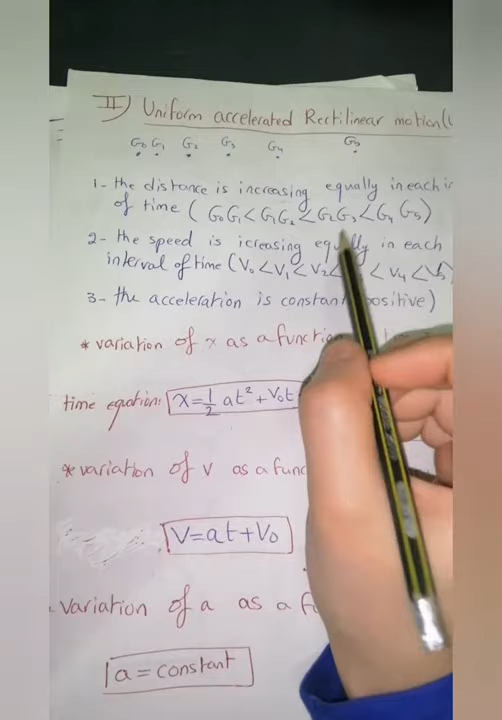 II) Uniform accelerated Rectilinear motion(
G₀ G₁ G₂ G₃ G₄ G₅
1- the distance is increasing equally in each
of time ( G₀G₁ < G₁G₂ < G₂G₃ < G₄ G₅)
2- the speed is icreasing equally in each
interval of time (V₀ < V₁ < V₂ < < V₄ < V₅)
3- the acceleration is constant positive)
* variation of x as a function
time equation: x = 1/2 at² + V₀t
* variation of v as a func
V=at+V₀
variation of a as a f
a = constant